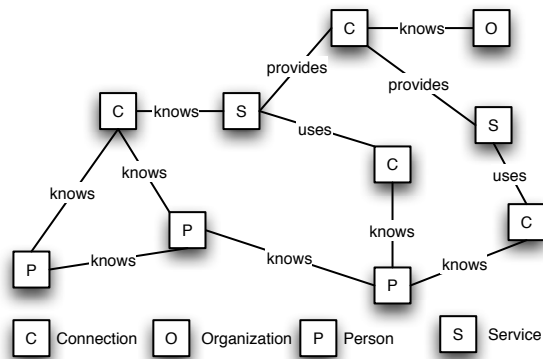 C knows O
provides
provides
C knows S
S
uses
knows
knows
C
uses
P
knows
C
P knows
knows
P knows
C Connection O Organization P Person S Service